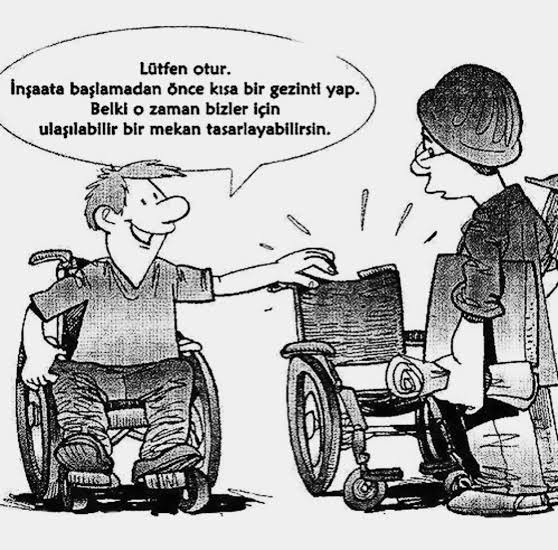 Lütfen otur.
İnşaata başlamadan önce kısa bir gezinti yap.
Belki o zaman bizler için
ulaşılabilir bir mekan tasarlayabilirsin.